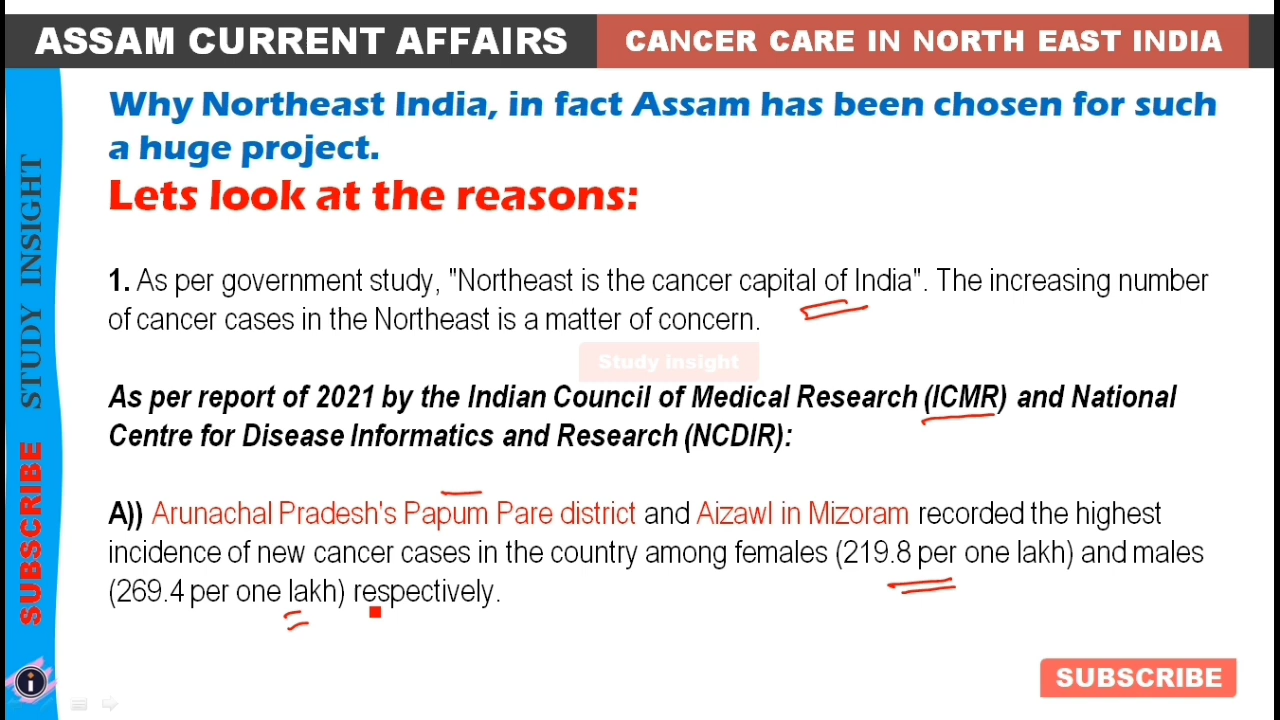 ASSAM CURRENT AFFAIRS
CANCER CARE IN NORTH EAST INDIA
Why Northeast India, in fact Assam has been chosen for such
a huge project.
Lets look at the reasons:
1. As per government study, "Northeast is the cancer capital of India". The increasing number
of cancer cases in the Northeast is a matter of concern.
Study insight
As per report of 2021 by the Indian Council of Medical Research (ICMR) and National
Centre for Disease Informatics and Research (NCDIR):
A)) Arunachal Pradesh's Papum Pare district and Aizawl in Mizoram recorded the highest
incidence of new cancer cases in the country among females (219.8 per one lakh) and males
(269.4 per one lakh) respectively.
SUBSCRIBE STUDY INSIGHT
i
SUBSCRIBE